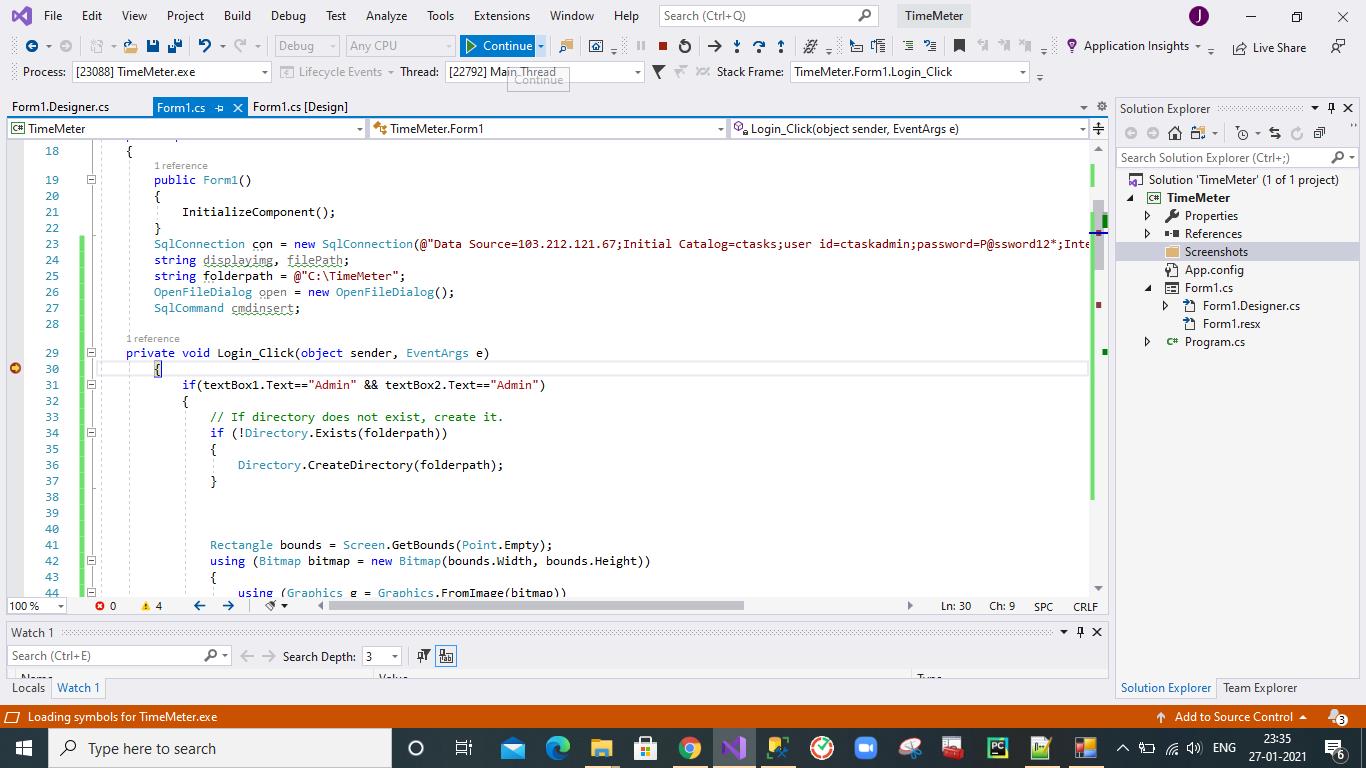 File Edit View Project Build Debug Test Analyze Tools Extensions Window Help Search (Ctrl+Q) TimeMeter J
Debug Any CPU Continue Application Insights Live Share
Process: [23088] TimeMeter.exe Lifecycle Events Thread: [22792] Main Thread Stack Frame: TimeMeter.Form1.Login_Click
Continue
Form1.Designer.cs Form1.cs Form1.cs [Design]
C# TimeMeter TimeMeter.Form1 Login_Click(object sender, EventArgs e)
18 {
1 reference
19 public Form1()
20 {
21 InitializeComponent();
22 }
23 SqlConnection con = new SqlConnection(@"Data Source=103.212.121.67;Initial Catalog=ctasks;user id=ctaskadmin;password=P@ssword12*;Inte
24 string displayimg, filePath;
25 string folderpath = @"C:\TimeMeter";
26 OpenFileDialog open = new OpenFileDialog();
27 SqlCommand cmdinsert;
28
1 reference
29 private void Login_Click(object sender, EventArgs e)
30 {
31 if(textBox1.Text=="Admin" && textBox2.Text=="Admin")
32 {
33 // If directory does not exist, create it.
34 if (!Directory.Exists(folderpath))
35 {
36 Directory.CreateDirectory(folderpath);
37 }
38
39
40
41 Rectangle bounds = Screen.GetBounds(Point.Empty);
42 using (Bitmap bitmap = new Bitmap(bounds.Width, bounds.Height))
43 {
44 using (Graphics g = Graphics.FromImage(bitmap))
100 % 0 4 Ln: 30 Ch: 9 SPC CRLF
Watch 1
Search (Ctrl+E) Search Depth: 3
Name Value Type
Locals Watch 1
Solution Explorer
Search Solution Explorer (Ctrl+;)
Solution 'TimeMeter' (1 of 1 project)
C# TimeMeter
Properties
References
Screenshots
App.config
Form1.cs
Form1.Designer.cs
Form1.resx
C# Program.cs
Solution Explorer Team Explorer
Loading symbols for TimeMeter.exe Add to Source Control 3
Type here to search PC ENG 23:35
27-01-2021 6